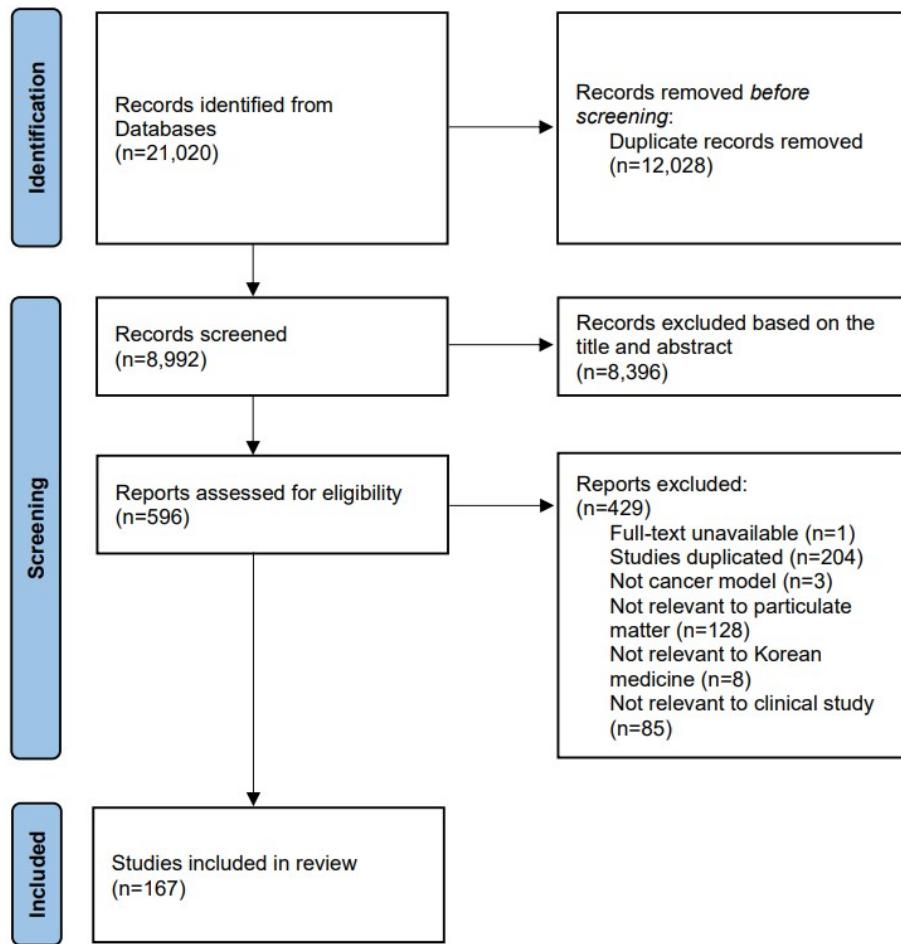 Identification
Records identified from
Databases
(n=21,020)
Records removed before
screening:
Duplicate records removed
(n=12,028)
Screening
Records screened
(n=8,992)
Records excluded based on the
title and abstract
(n=8,396)
Reports assessed for eligibility
(n=596)
Reports excluded:
(n=429)
Full-text unavailable (n=1)
Studies duplicated (n=204)
Not cancer model (n=3)
Not relevant to particulate
matter (n=128)
Not relevant to Korean
medicine (n=8)
Not relevant to clinical study
(n=85)
Included
Studies included in review
(n=167)